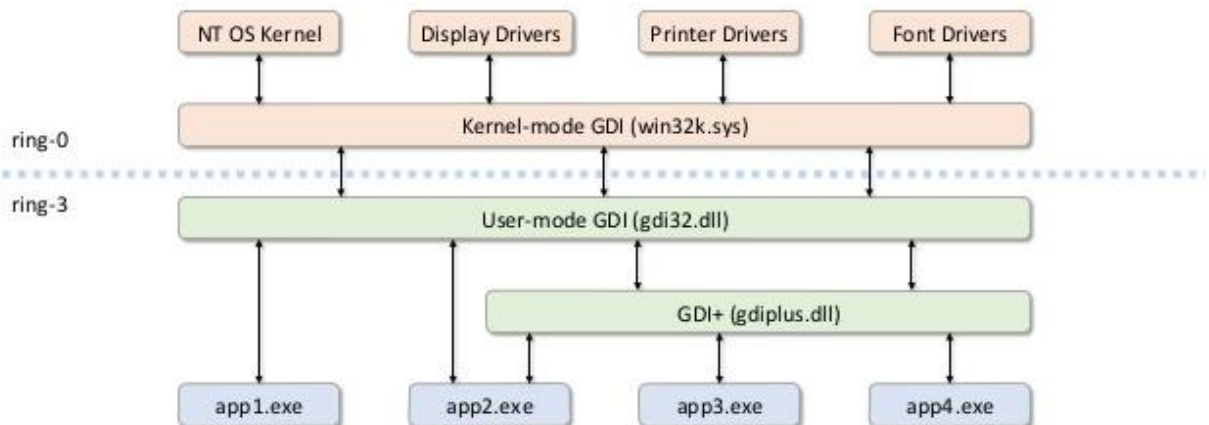 NT OS Kernel
Display Drivers
Printer Drivers
Font Drivers
Kernel-mode GDI (win32k.sys)
ring-0
ring-3
User-mode GDI (gdi32.dll)
GDI+ (gdiplus.dll)
app1.exe
app2.exe
app3.exe
app4.exe